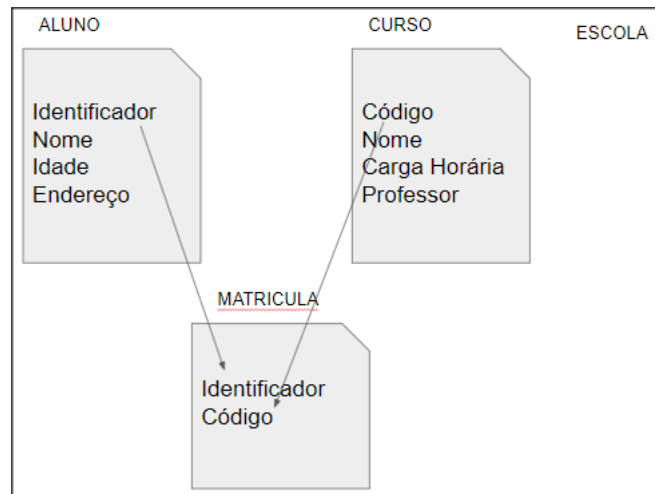 ALUNO
CURSO
ESCOLA
Identificador
Nome
Idade
Endereço
Código
Nome
Carga Horária
Professor
MATRICULA
Identificador
Código